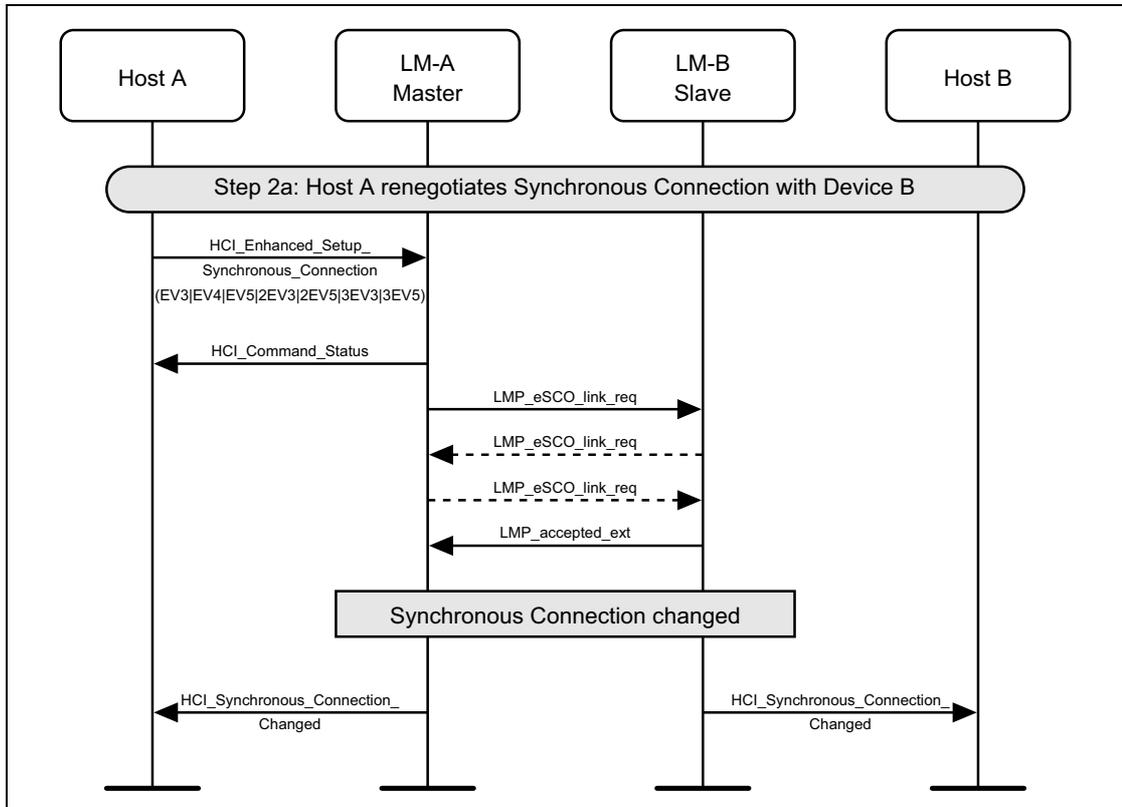 Host A
LM-A
Master
LM-B
Slave
Host B
Step 2a: Host A renegotiates Synchronous Connection with Device B
HCI_Enhanced_Setup_
Synchronous_Connection
(EV3|EV4|EV5|2EV3|2EV5|3EV3|3EV5)
HCI_Command_Status
LMP_eSCO_link_req
LMP_eSCO_link_req
LMP_eSCO_link_req
LMP_accepted_ext
Synchronous Connection changed
HCI_Synchronous_Connection_
Changed
HCI_Synchronous_Connection_
Changed